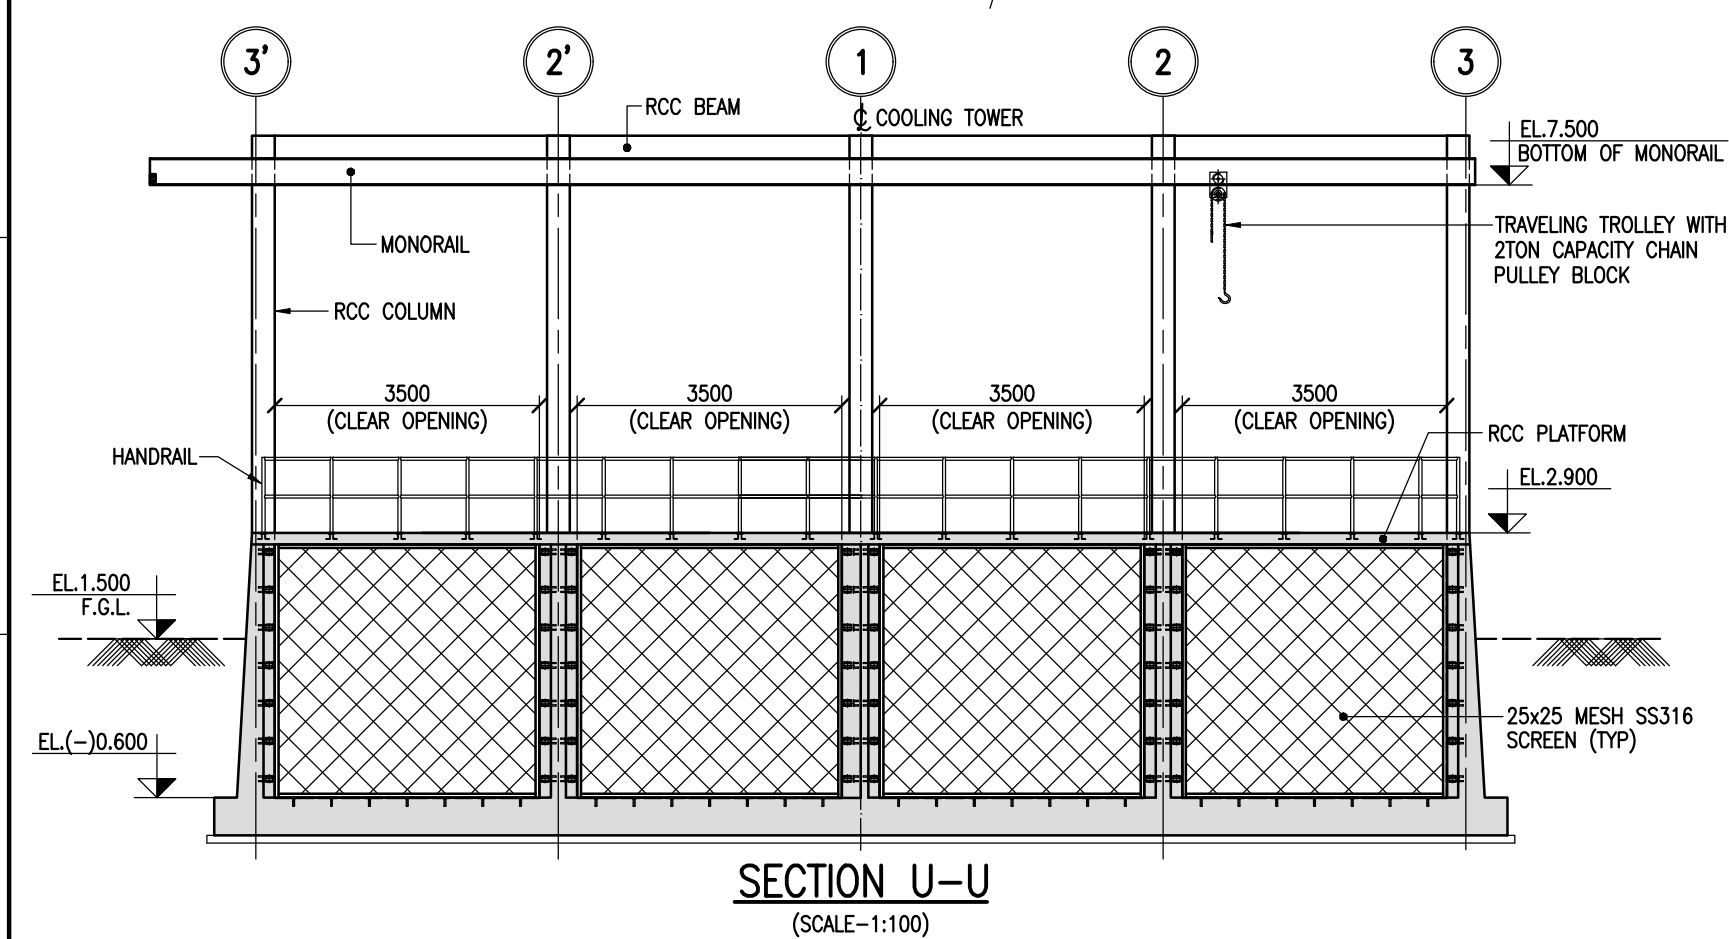 3'
2'
1
2
3
RCC BEAM
℄ COOLING TOWER
EL.7.500
BOTTOM OF MONORAIL
MONORAIL
TRAVELING TROLLEY WITH
2TON CAPACITY CHAIN
PULLEY BLOCK
RCC COLUMN
3500
(CLEAR OPENING)
3500
(CLEAR OPENING)
3500
(CLEAR OPENING)
3500
(CLEAR OPENING)
RCC PLATFORM
HANDRAIL
EL.2.900
EL.1.500
F.G.L.
EL.(-)0.600
25x25 MESH SS316
SCREEN (TYP)
SECTION U-U
(SCALE-1:100)